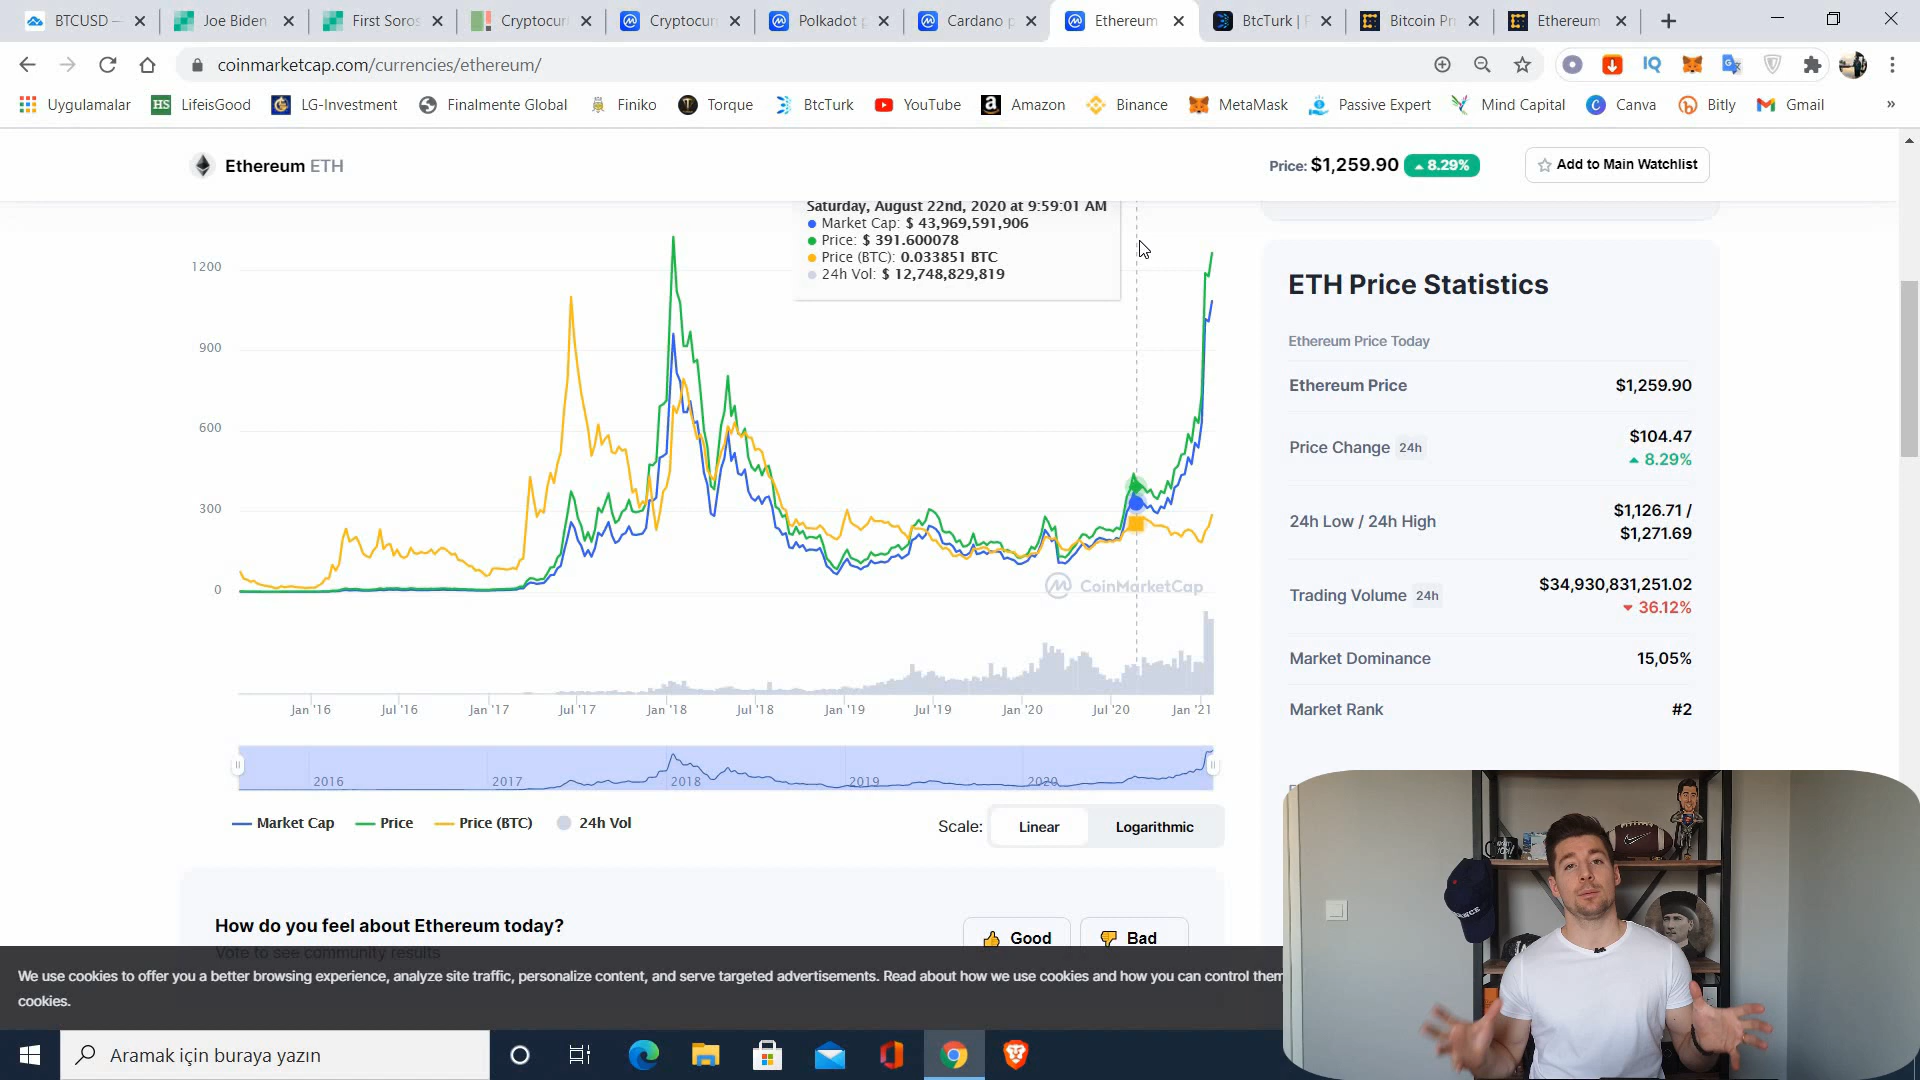 BTCUSD —
Joe Biden
First Soros
Cryptocur
Cryptocur
Polkadot p
Cardano p
Ethereum
BtcTurk |
Bitcoin Pr
Ethereum
coinmarketcap.com/currencies/ethereum/
Uygulamalar
HS LifeisGood
LG-Investment
Finalmente Global
Finiko
Torque
BtcTurk
YouTube
Amazon
Binance
MetaMask
Passive Expert
Mind Capital
Canva
Bitly
Gmail
Ethereum ETH
Price: $1,259.90 8.29%
Add to Main Watchlist
Saturday, August 22nd, 2020 at 9:59:01 AM
Market Cap: $ 43,969,591,906
Price: $ 391.600078
Price (BTC): 0.033851 BTC
24h Vol: $ 12,748,829,819
1200
900
600
300
0
CoinMarketCap
Jan '16 Jul '16 Jan '17 Jul '17 Jan '18 Jul '18 Jan '19 Jul '19 Jan '20 Jul '20 Jan '21
2016 2017 2018 2019 2020
Market Cap Price Price (BTC) 24h Vol
Scale: Linear Logarithmic
ETH Price Statistics
Ethereum Price Today
Ethereum Price $1,259.90
Price Change 24h $104.47
8.29%
24h Low / 24h High $1,126.71 /
$1,271.69
Trading Volume 24h $34,930,831,251.02
36.12%
Market Dominance 15,05%
Market Rank #2
How do you feel about Ethereum today?
Vote to see community results
Good
Bad
We use cookies to offer you a better browsing experience, analyze site traffic, personalize content, and serve targeted advertisements. Read about how we use cookies and how you can control them
cookies.
Aramak için buraya yazın